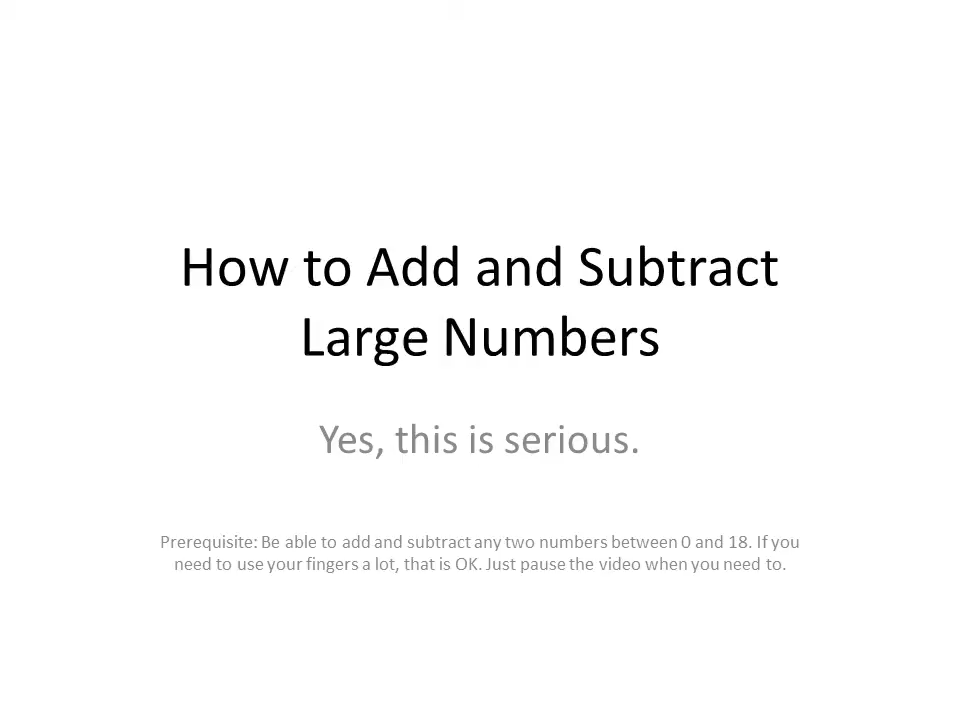 How to Add and Subtract
Large Numbers
Yes, this is serious.
Prerequisite: Be able to add and subtract any two numbers between 0 and 18. If you
need to use your fingers a lot, that is OK. Just pause the video when you need to.